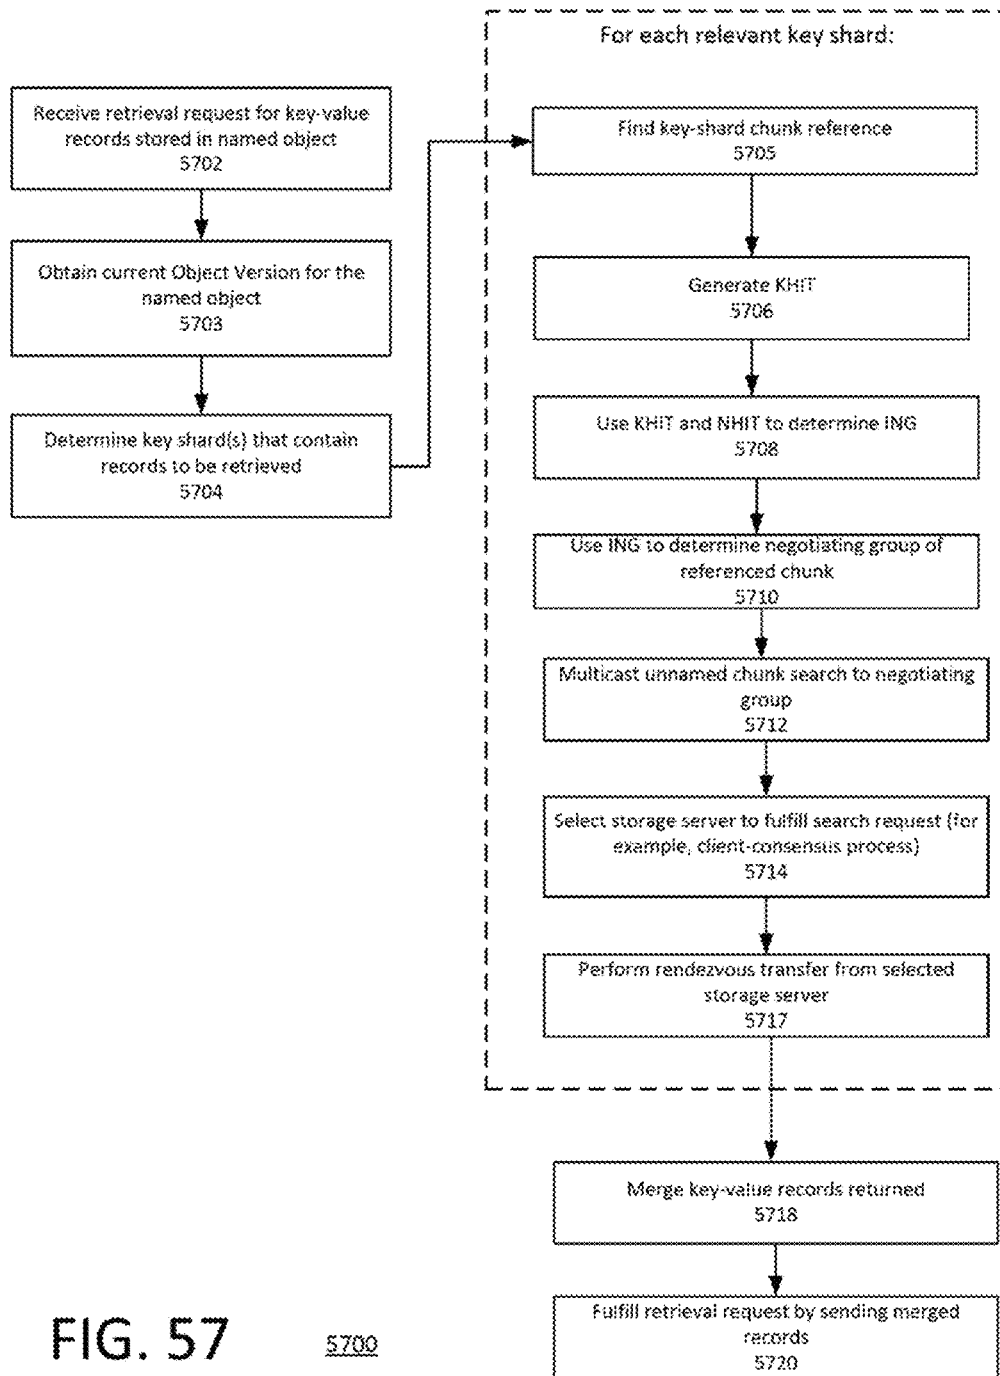 Receive retrieval request for key-value
records stored in named object
5702
Obtain current Object Version for the
named object
5703
Determine key shard(s) that contain
records to be retrieved
5704
For each relevant key shard:
Find key-shard chunk reference
5705
Generate KHIT
5706
Use KHIT and NHIT to determine ING
5708
Use ING to determine negotiating group of
referenced chunk
5710
Multicast unnamed chunk search to negotiating
group
5712
Select storage server to fulfill search request (for
example, client-consensus process)
5714
Perform rendezvous transfer from selected
storage server
5717
Merge key-value records returned
5718
Fulfill retrieval request by sending merged
records
5720
FIG. 57
5700